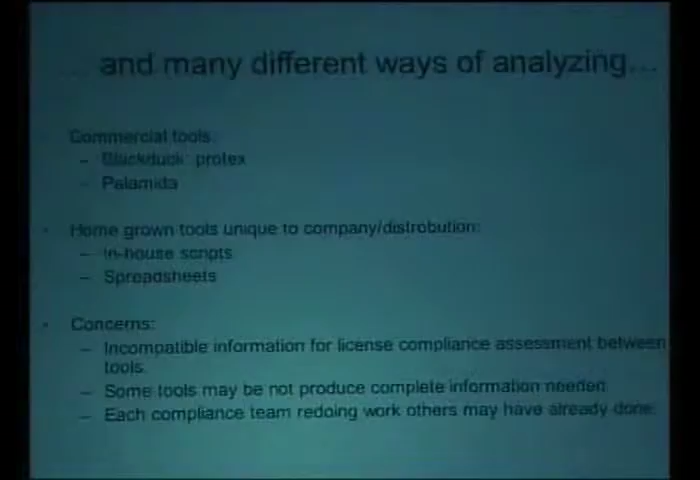 ... and many different ways of analyzing...
Commercial tools:
– Blackduck: protex
– Palamida
• Home grown tools unique to company/distrobution:
– In-house scripts
– Spreadsheets
• Concerns:
– Incompatible information for license compliance assessment between
tools.
– Some tools may be not produce complete information needed
– Each compliance team redoing work others may have already done.